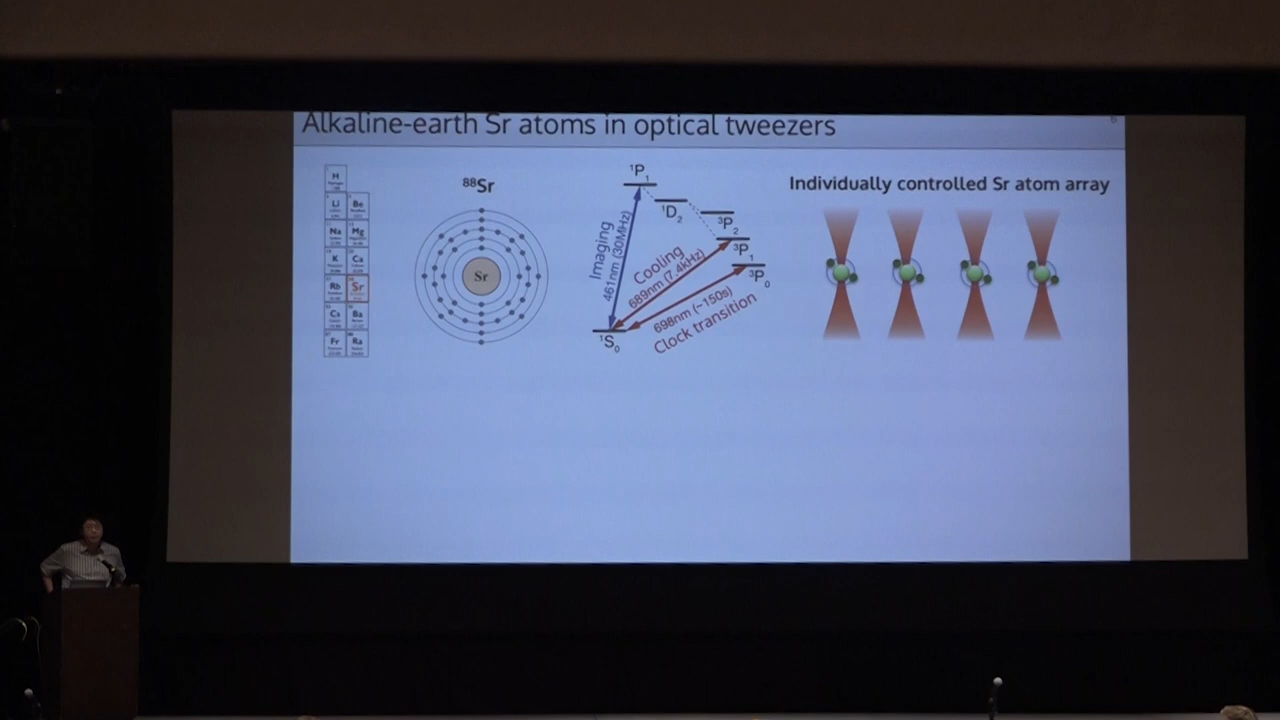 Alkaline-earth Sr atoms in optical tweezers
6
H
Li Be
Na Mg
K Ca
Rb Sr
Cs Ba
Fr Ra
⁸⁸Sr
Sr
¹P₁
¹D₂
³P₂
³P₁
³P₀
¹S₀
Imaging
461nm (30MHz)
Cooling
689nm (7.4kHz)
698nm (~150s)
Clock transition
Individually controlled Sr atom array